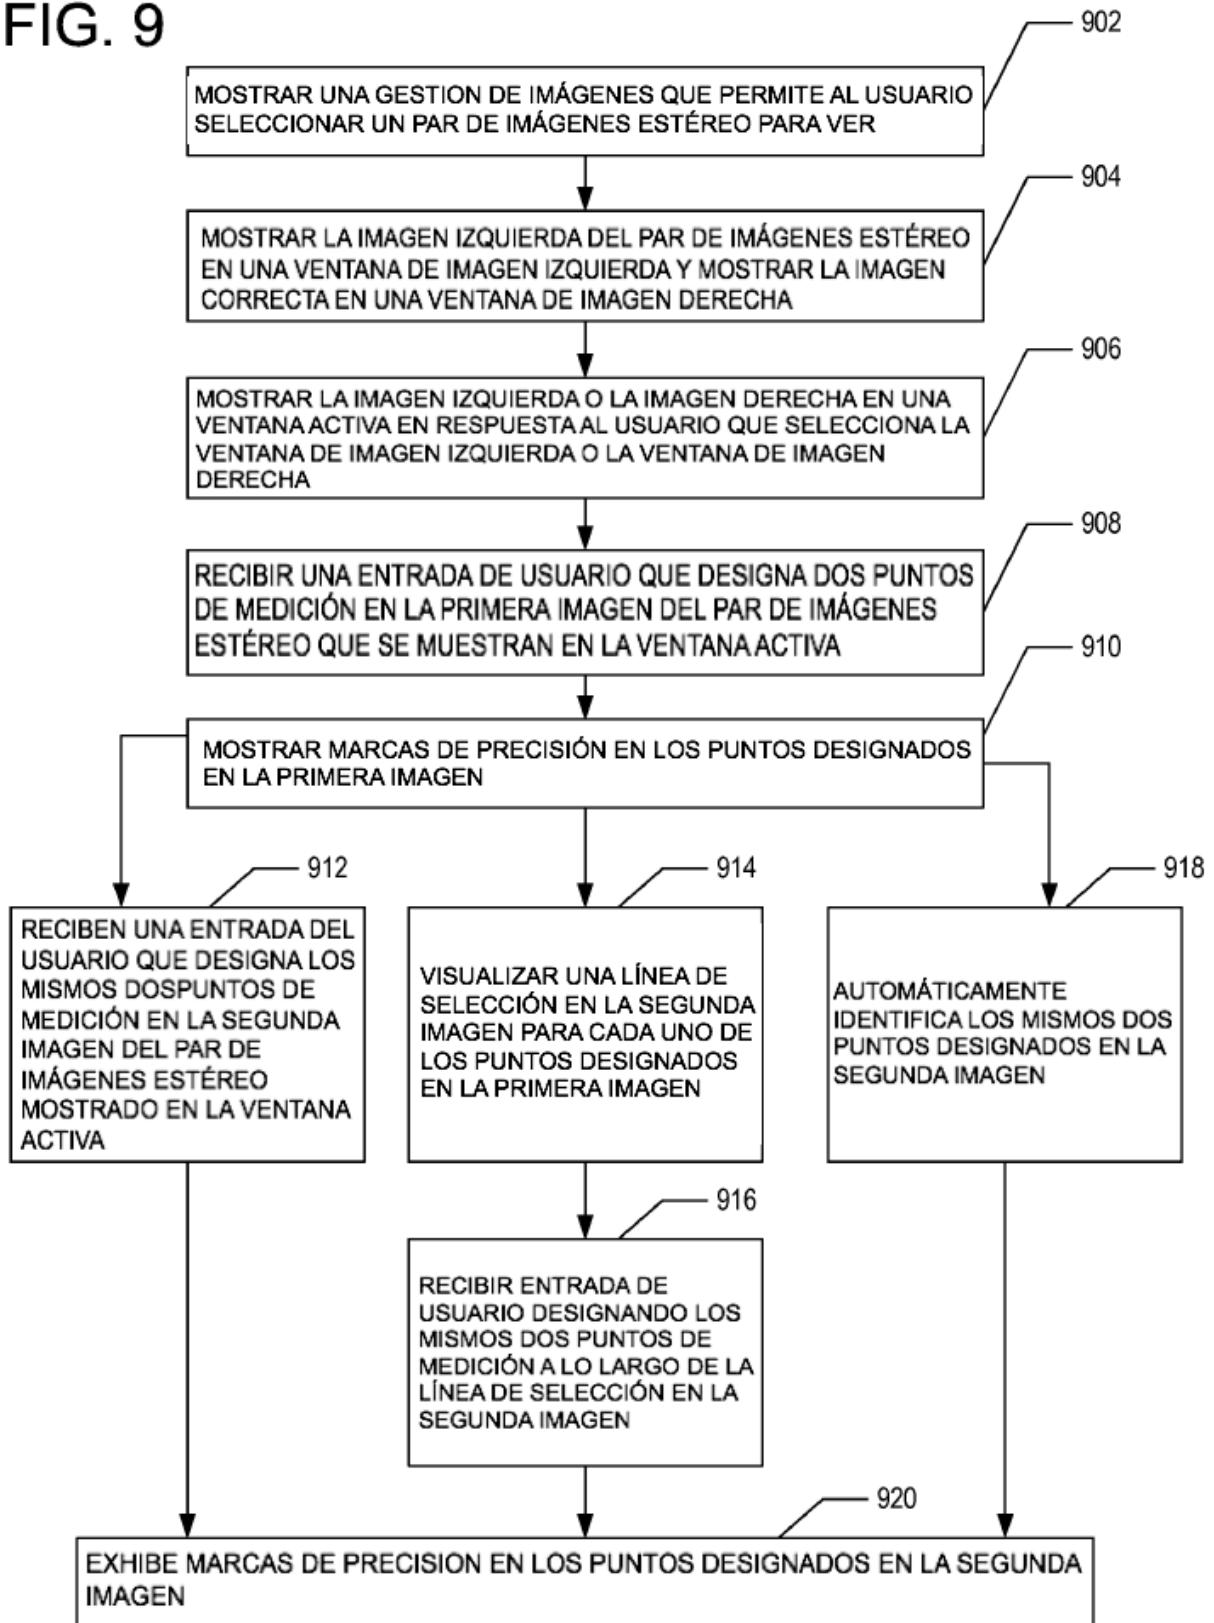 FIG. 9
902
MOSTRAR UNA GESTION DE IMÁGENES QUE PERMITE AL USUARIO
SELECCIONAR UN PAR DE IMÁGENES ESTÉREO PARA VER
904
MOSTRAR LA IMAGEN IZQUIERDA DEL PAR DE IMÁGENES ESTÉREO
EN UNA VENTANA DE IMAGEN IZQUIERDA Y MOSTRAR LA IMAGEN
CORRECTA EN UNA VENTANA DE IMAGEN DERECHA
906
MOSTRAR LA IMAGEN IZQUIERDA O LA IMAGEN DERECHA EN UNA
VENTANA ACTIVA EN RESPUESTA AL USUARIO QUE SELECCIONA LA
VENTANA DE IMAGEN IZQUIERDA O LA VENTANA DE IMAGEN
DERECHA
908
RECIBIR UNA ENTRADA DE USUARIO QUE DESIGNA DOS PUNTOS
DE MEDICIÓN EN LA PRIMERA IMAGEN DEL PAR DE IMÁGENES
ESTÉREO QUE SE MUESTRAN EN LA VENTANA ACTIVA
910
MOSTRAR MARCAS DE PRECISIÓN EN LOS PUNTOS DESIGNADOS
EN LA PRIMERA IMAGEN
912
RECIBEN UNA ENTRADA DEL
USUARIO QUE DESIGNA LOS
MISMOS DOSPUNTOS DE
MEDICIÓN EN LA SEGUNDA
IMAGEN DEL PAR DE
IMÁGENES ESTÉREO
MOSTRADO EN LA VENTANA
ACTIVA
914
VISUALIZAR UNA LÍNEA DE
SELECCIÓN EN LA SEGUNDA
IMAGEN PARA CADA UNO DE
LOS PUNTOS DESIGNADOS
EN LA PRIMERA IMAGEN
918
AUTOMÁTICAMENTE
IDENTIFICA LOS MISMOS DOS
PUNTOS DESIGNADOS EN LA
SEGUNDA IMAGEN
916
RECIBIR ENTRADA DE
USUARIO DESIGNANDO LOS
MISMOS DOS PUNTOS DE
MEDICIÓN A LO LARGO DE LA
LÍNEA DE SELECCIÓN EN LA
SEGUNDA IMAGEN
920
EXHIBE MARCAS DE PRECISION EN LOS PUNTOS DESIGNADOS EN LA SEGUNDA
IMAGEN